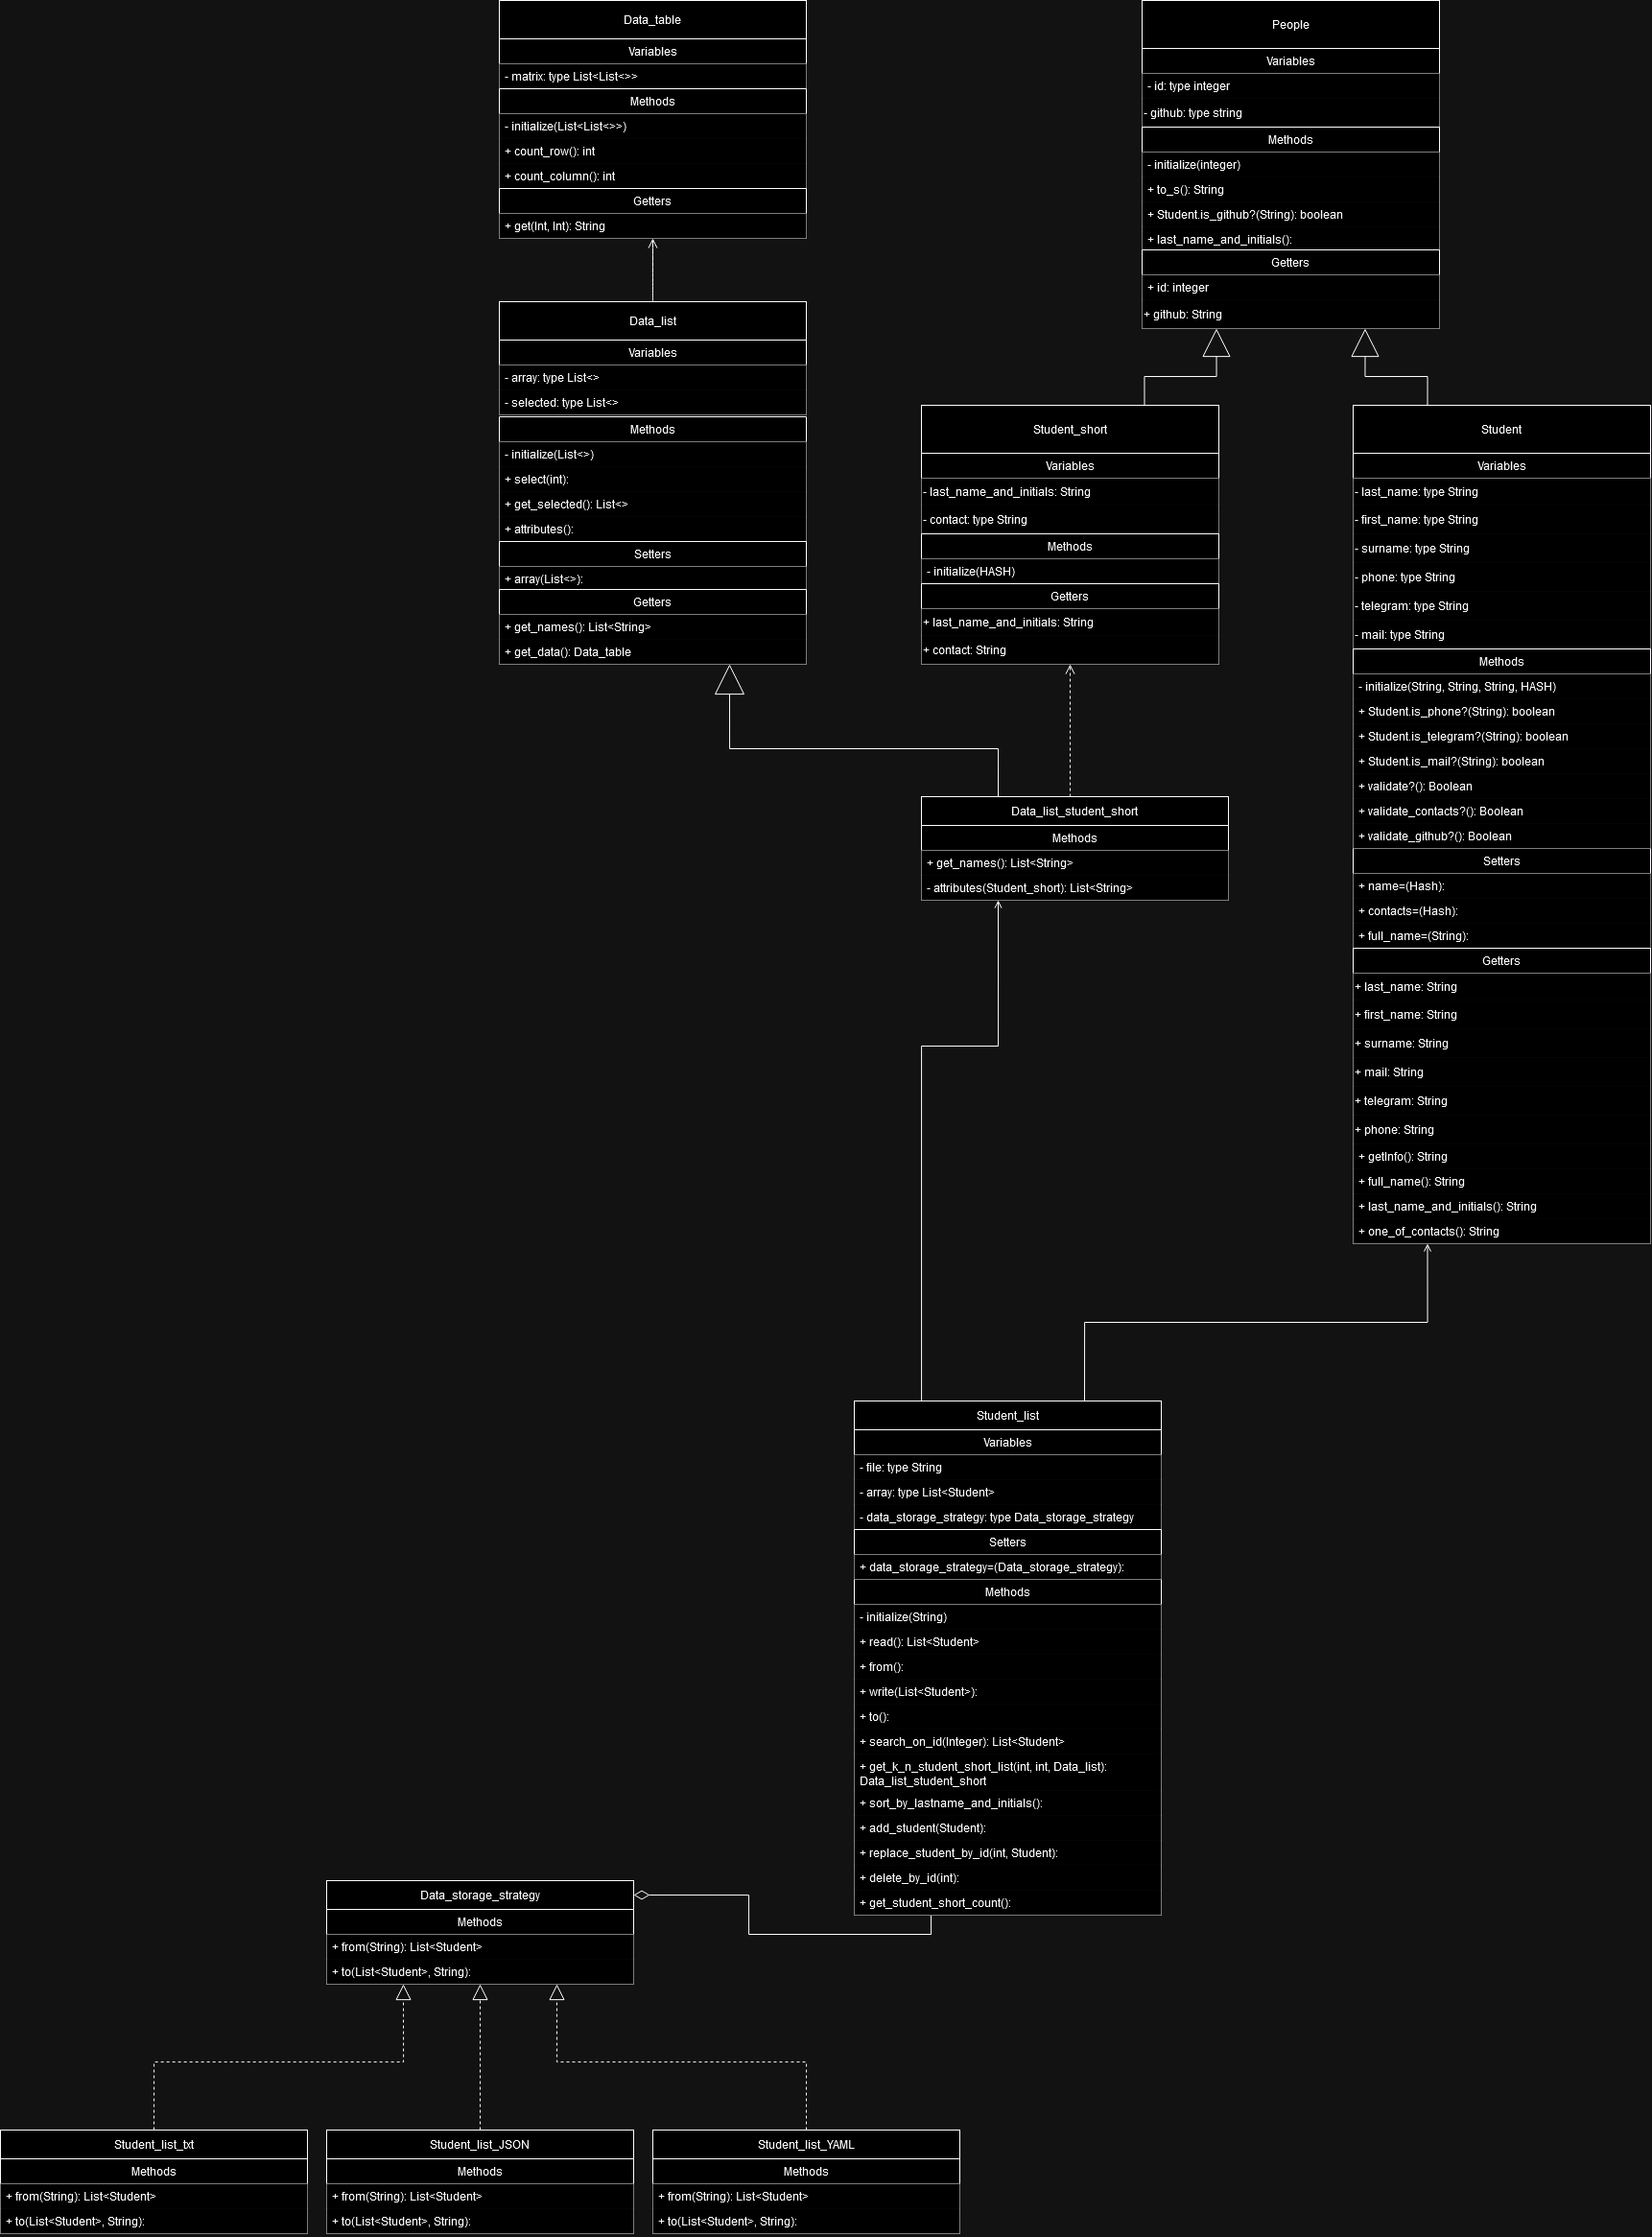 Data_table
Variables
- matrix: type List<List<>>
Methods
- initialize(List<List<>>)
+ count_row(): int
+ count_column(): int
Getters
+ get(Int, Int): String
People
Variables
- id: type integer
- github: type string
Methods
- initialize(integer)
+ to_s(): String
+ Student.is_github?(String): boolean
+ last_name_and_initials():
Getters
+ id: integer
+ github: String
Data_list
Variables
- array: type List<>
- selected: type List<>
Methods
- initialize(List<>)
+ select(int):
+ get_selected(): List<>
+ attributes():
Setters
+ array(List<>):
Getters
+ get_names(): List<String>
+ get_data(): Data_table
Student_short
Variables
- last_name_and_initials: String
- contact: type String
Methods
- initialize(HASH)
Getters
+ last_name_and_initials: String
+ contact: String
Student
Variables
- last_name: type String
- first_name: type String
- surname: type String
- phone: type String
- telegram: type String
- mail: type String
Methods
- initialize(String, String, String, HASH)
+ Student.is_phone?(String): boolean
+ Student.is_telegram?(String): boolean
+ Student.is_mail?(String): boolean
+ validate?(): Boolean
+ validate_contacts?(): Boolean
+ validate_github?(): Boolean
Setters
+ name=(Hash):
+ contacts=(Hash):
+ full_name=(String):
Getters
+ last_name: String
+ first_name: String
+ surname: String
+ mail: String
+ telegram: String
+ phone: String
+ getInfo(): String
+ full_name(): String
+ last_name_and_initials(): String
+ one_of_contacts(): String
Data_list_student_short
Methods
+ get_names(): List<String>
- attributes(Student_short): List<String>
Student_list
Variables
- file: type String
- array: type List<Student>
- data_storage_strategy: type Data_storage_strategy
Setters
+ data_storage_strategy=(Data_storage_strategy):
Methods
- initialize(String)
+ read(): List<Student>
+ from():
+ write(List<Student>):
+ to():
+ search_on_id(Integer): List<Student>
+ get_k_n_student_short_list(int, int, Data_list):
Data_list_student_short
+ sort_by_lastname_and_initials():
+ add_student(Student):
+ replace_student_by_id(int, Student):
+ delete_by_id(int):
+ get_student_short_count():
Data_storage_strategy
Methods
+ from(String): List<Student>
+ to(List<Student>, String):
Student_list_txt
Methods
+ from(String): List<Student>
+ to(List<Student>, String):
Student_list_JSON
Methods
+ from(String): List<Student>
+ to(List<Student>, String):
Student_list_YAML
Methods
+ from(String): List<Student>
+ to(List<Student>, String):